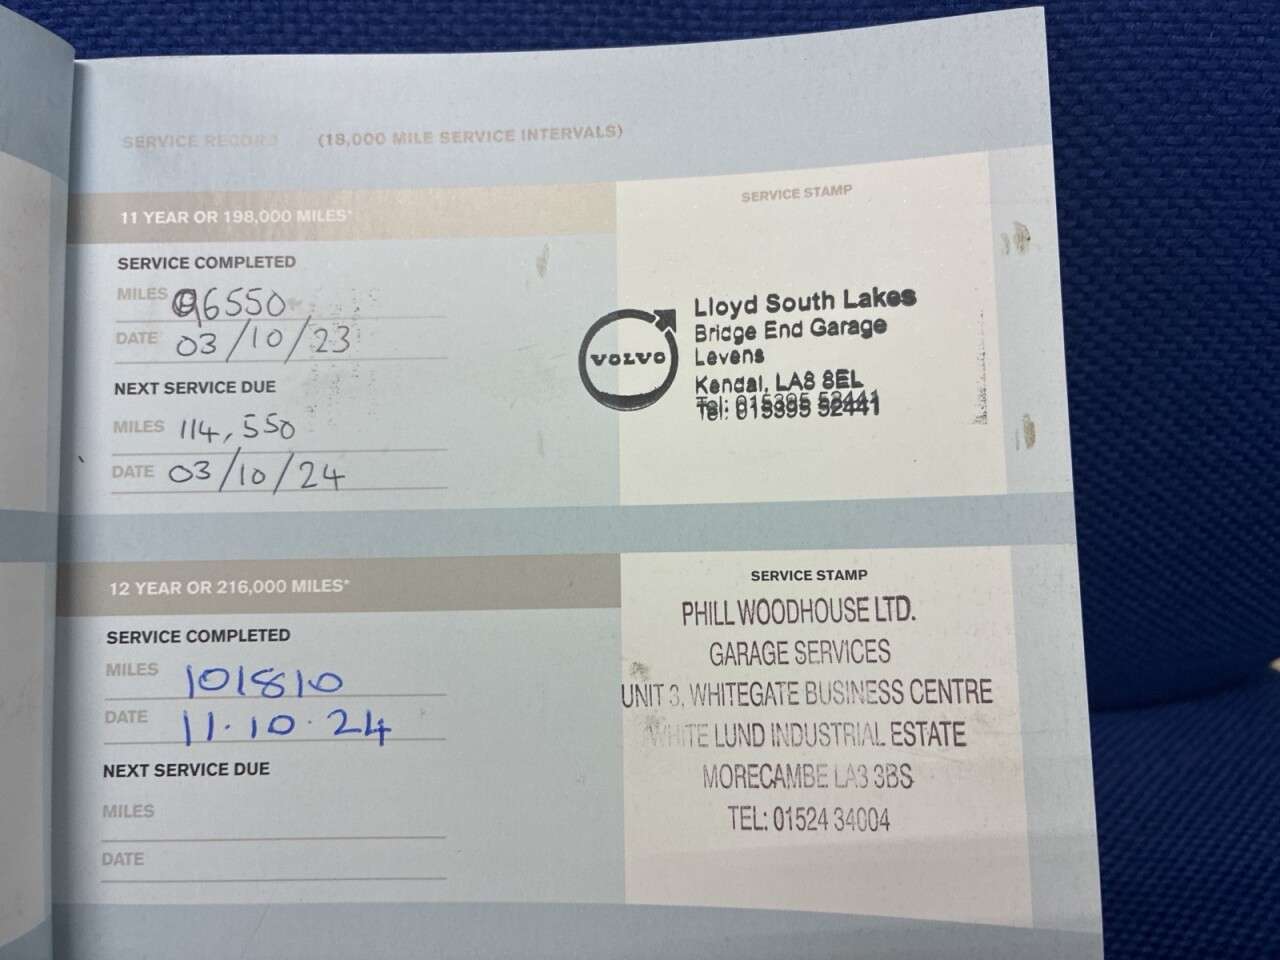 SERVICE RECORD (18,000 MILE SERVICE INTERVALS)
11 YEAR OR 198,000 MILES*
SERVICE COMPLETED
MILES 96550
DATE 03/10/23
NEXT SERVICE DUE
MILES 114,550
DATE 03/10/24
SERVICE STAMP
VOLVO
Lloyd South Lakes
Bridge End Garage
Levens
Kendal, LA8 8EL
Tel: 015395 52441
12 YEAR OR 216,000 MILES*
SERVICE COMPLETED
MILES 101810
DATE 11.10.24
NEXT SERVICE DUE
MILES
DATE
SERVICE STAMP
PHILL WOODHOUSE LTD.
GARAGE SERVICES
UNIT 3, WHITEGATE BUSINESS CENTRE
WHITE LUND INDUSTRIAL ESTATE
MORECAMBE LA3 3BS
TEL: 01524 34004